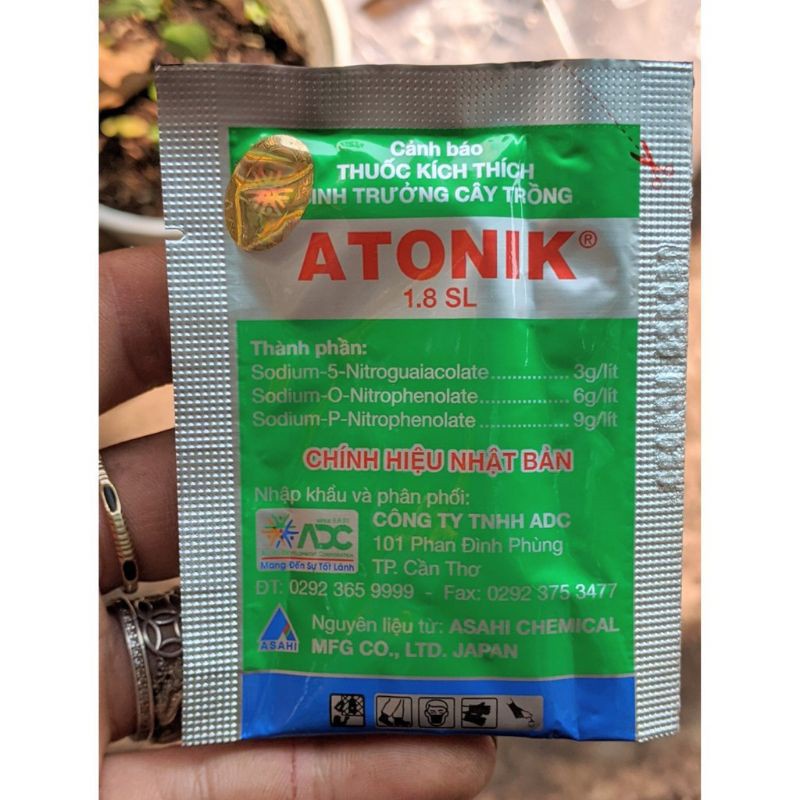 Cảnh báo
THUỐC KÍCH THÍCH
INH TRƯỞNG CÂY TRỒNG
ATONIK®
1.8 SL
Thành phần:
Sodium-5-Nitroguaiacolate.............. 3g/lít
Sodium-O-Nitrophenolate................ 6g/lít
Sodium-P-Nitrophenolate ................ 9g/lít
CHÍNH HIỆU NHẬT BẢN
Nhập khẩu và phân phối:
ADC
Mang Đến Sự Tốt Lành
CÔNG TY TNHH ADC
101 Phan Đình Phùng
TP. Cần Thơ
ĐT: 0292 365 9999 - Fax: 0292 375 3477
ASAHI
Nguyên liệu từ: ASAHI CHEMICAL
MFG CO., LTD. JAPAN